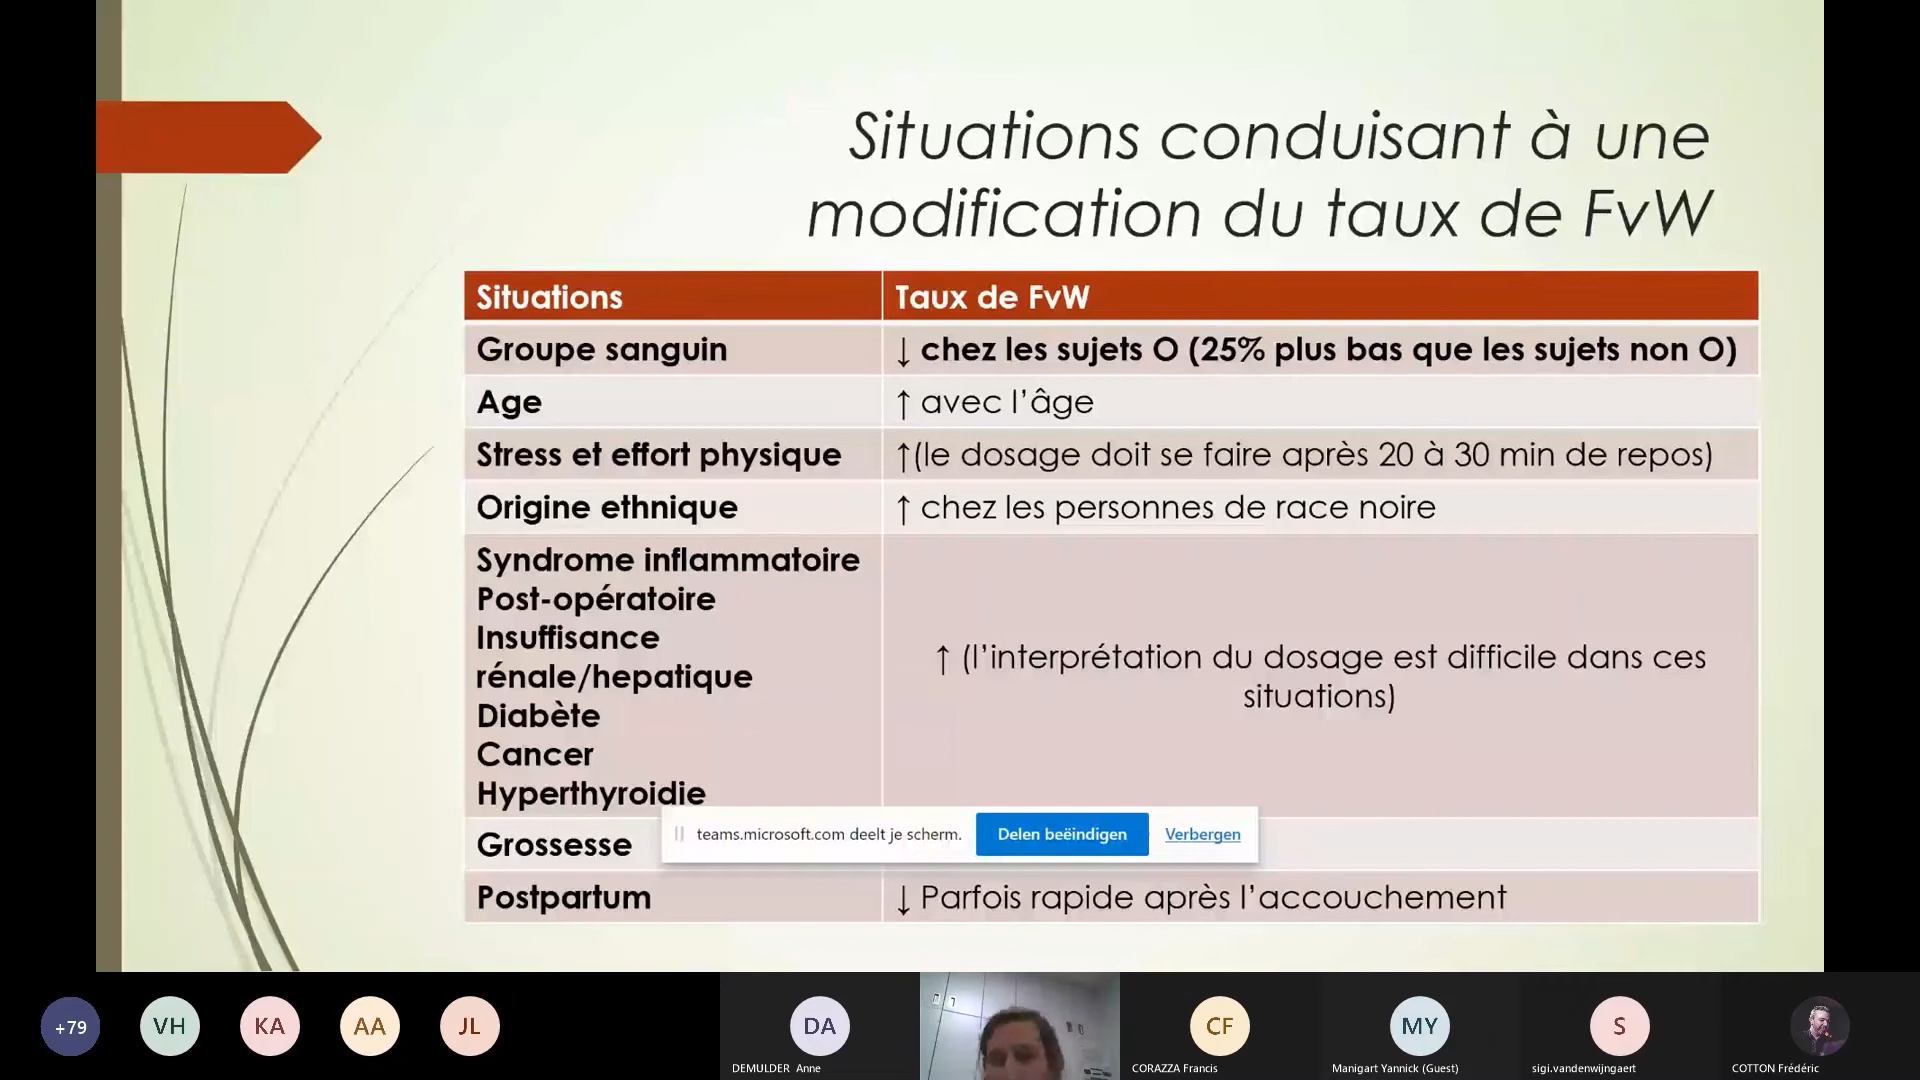 Situations conduisant à une
modification du taux de FvW
Situations
Taux de FvW
Groupe sanguin
↓ chez les sujets O (25% plus bas que les sujets non O)
Age
↑ avec l’âge
Stress et effort physique
↑(le dosage doit se faire après 20 à 30 min de repos)
Origine ethnique
↑ chez les personnes de race noire
Syndrome inflammatoire
Post-opératoire
Insuffisance
rénale/hepatique
Diabète
Cancer
Hyperthyroidie
↑ (l’interprétation du dosage est difficile dans ces
situations)
Grossesse
teams.microsoft.com deelt je scherm.
Delen beëindigen
Verbergen
Postpartum
↓ Parfois rapide après l’accouchement
+79
VH
KA
AA
JL
DA
CF
MY
S
DEMULDER Anne
CORAZZA Francis
Manigart Yannick (Guest)
sigi.vandenwijngaert
COTTON Frédéric